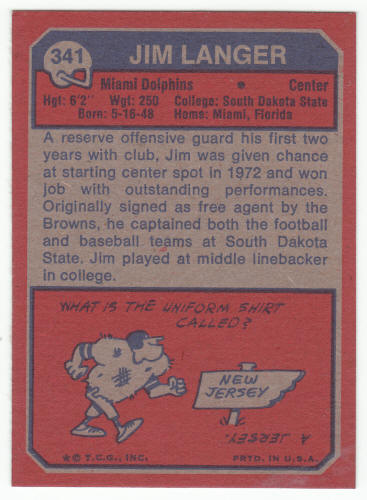 341
JIM LANGER
Miami Dolphins • Center
Hgt: 6'2" Wgt: 250 College: South Dakota State
Born: 5-16-48 Home: Miami, Florida
A reserve offensive guard his first two
years with club, Jim was given chance
at starting center spot in 1972 and won
job with outstanding performances.
Originally signed as free agent by the
Browns, he captained both the football
and baseball teams at South Dakota
State. Jim played at middle linebacker
in college.
WHAT IS THE UNIFORM SHIRT
CALLED?
NEW
JERSEY
A JERSEY.
★© T.C.G., INC. PRTD. IN U.S.A.